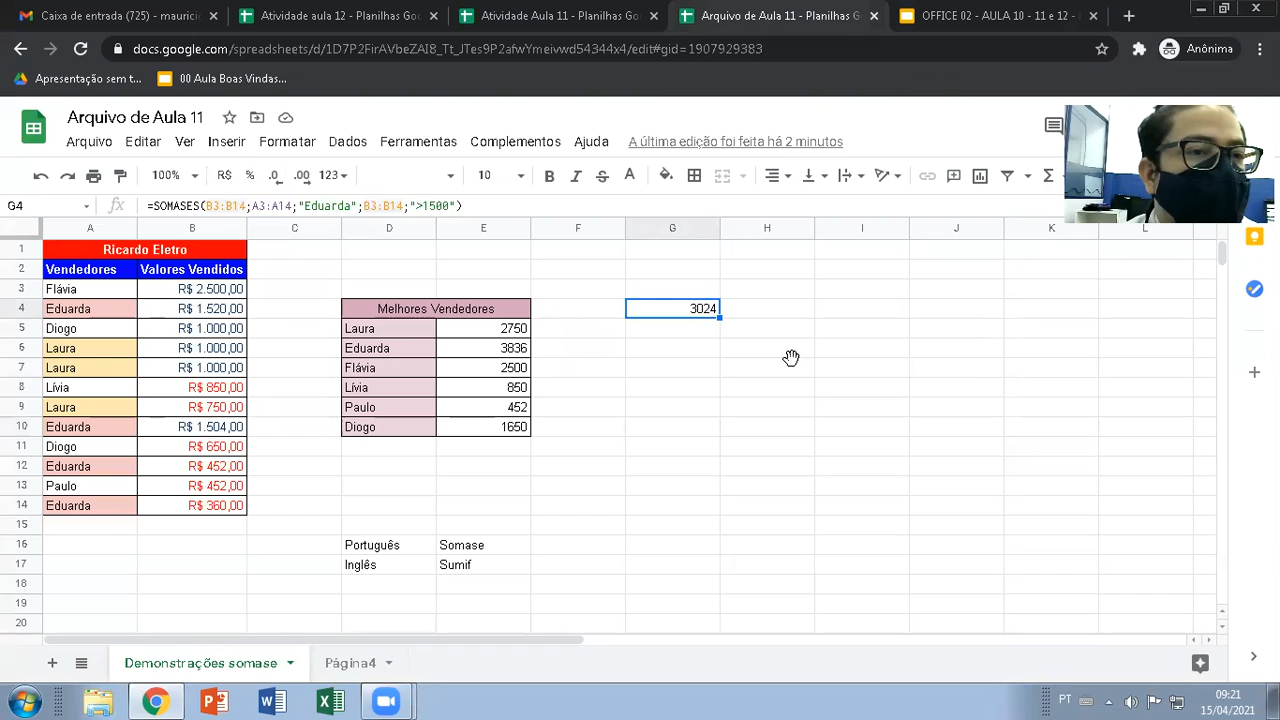 Caixa de entrada (725) - maurici
Atividade aula 12 - Planilhas Goo
Atividade Aula 11 - Planilhas Go
Arquivo de Aula 11 - Planilhas G
OFFICE 02 - AULA 10 - 11 e 12 -
docs.google.com/spreadsheets/d/1D7P2FirAVbeZAI8_Tt_JTes9P2afwYmeivwd54344x4/edit#gid=1907929383
Anônima
Apresentação sem t...
00 Aula Boas Vindas...
Arquivo de Aula 11
Arquivo Editar Ver Inserir Formatar Dados Ferramentas Complementos Ajuda A última edição foi feita há 2 minutos
100% R$ % .0 .00 123 10 B I S A Σ
G4 fx =SOMASES(B3:B14;A3:A14;"Eduarda";B3:B14;">1500")
A B C D E F G H I J K L
1 Ricardo Eletro
2 Vendedores Valores Vendidos
3 Flávia R$ 2.500,00
4 Eduarda R$ 1.520,00 Melhores Vendedores 3024
5 Diogo R$ 1.000,00 Laura 2750
6 Laura R$ 1.000,00 Eduarda 3836
7 Laura R$ 1.000,00 Flávia 2500
8 Lívia R$ 850,00 Lívia 850
9 Laura R$ 750,00 Paulo 452
10 Eduarda R$ 1.504,00 Diogo 1650
11 Diogo R$ 650,00
12 Eduarda R$ 452,00
13 Paulo R$ 452,00
14 Eduarda R$ 360,00
15
16 Português Somase
17 Inglês Sumif
18
19
20
Demonstrações somase Página4
PT 09:21
15/04/2021